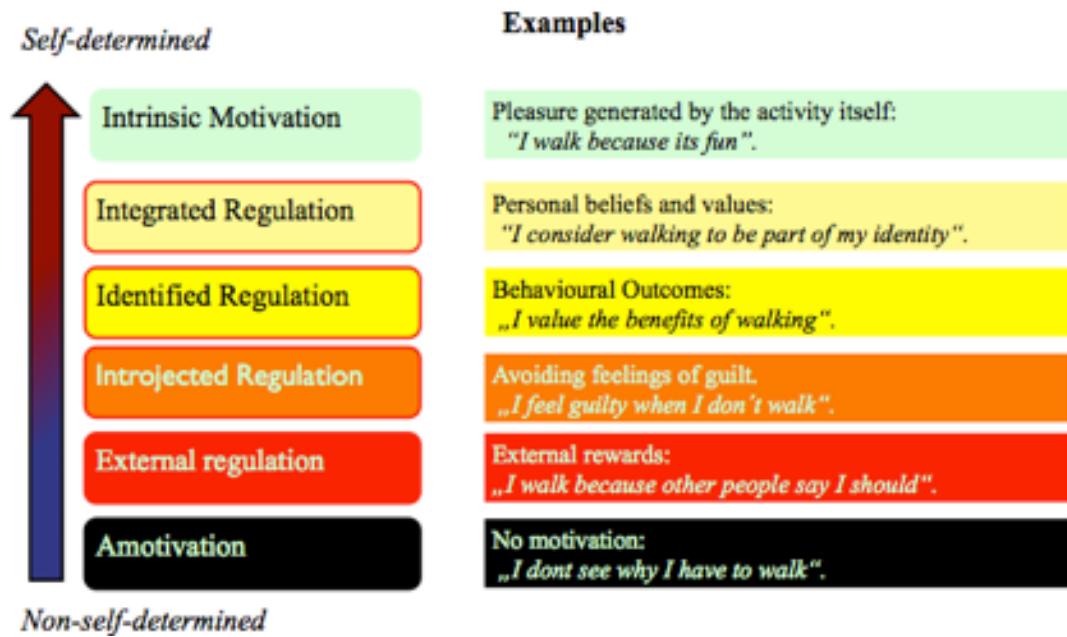 Self-determined
Examples
Intrinsic Motivation
Pleasure generated by the activity itself:
“I walk because its fun”.
Integrated Regulation
Personal beliefs and values:
“I consider walking to be part of my identity“.
Identified Regulation
Behavioural Outcomes:
„I value the benefits of walking“.
Introjected Regulation
Avoiding feelings of guilt.
„I feel guilty when I don´t walk“.
External regulation
External rewards:
„I walk because other people say I should“.
Amotivation
No motivation:
„I dont see why I have to walk“.
Non-self-determined